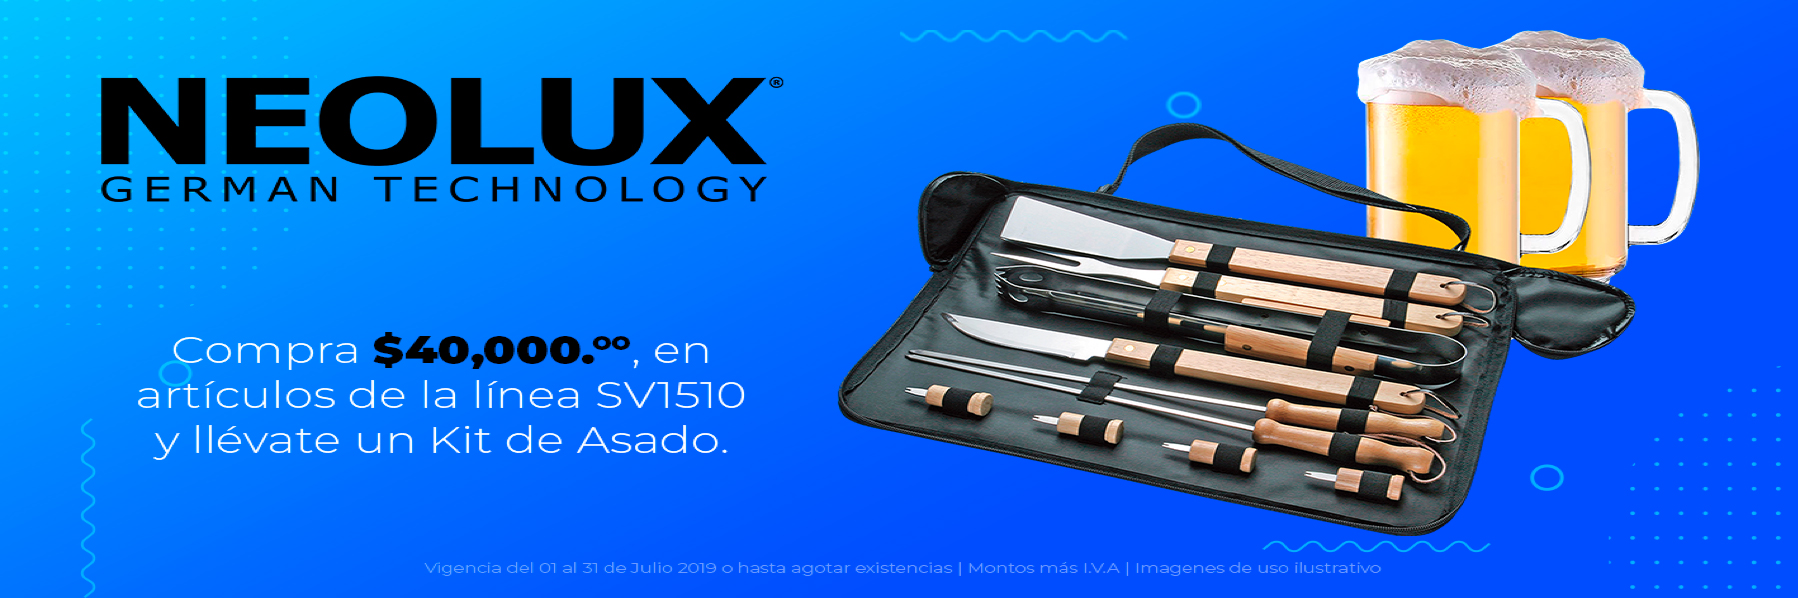 NEOLUX®
GERMAN TECHNOLOGY
Compra $40,000.⁰⁰, en
artículos de la línea SV1510
y llévate un Kit de Asado.
Vigencia del 01 al 31 de Julio 2019 o hasta agotar existencias | Montos más I.V.A | Imagenes de uso ilustrativo